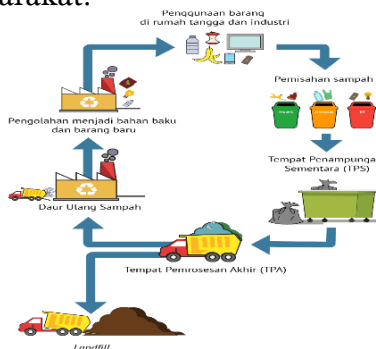 arakat.
Penggunaan barang
di rumah tangga dan industri
Pemisahan sampah
Tempat Penampunga
Sementara (TPS)
Tempat Pemrosesan Akhir (TPA)
Landfill
Daur Ulang Sampah
Pengolahan menjadi bahan baku
dan barang baru